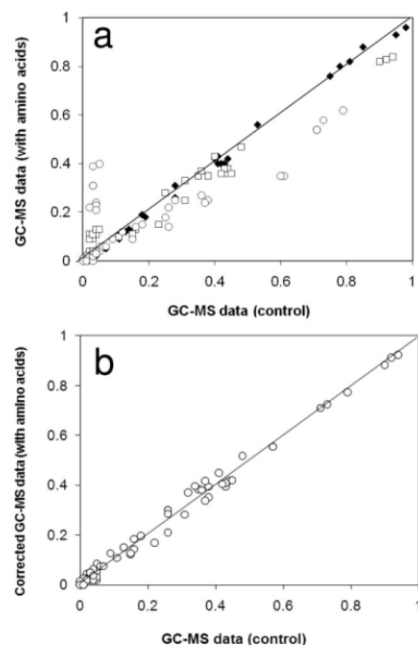 a
GC-MS data (with amino acids)
1
0.8
0.6
0.4
0.2
0
0 0.2 0.4 0.6 0.8 1
GC-MS data (control)
b
Corrected GC-MS data (with amino acids)
1
0.8
0.6
0.4
0.2
0
0 0.2 0.4 0.6 0.8 1
GC-MS data (control)